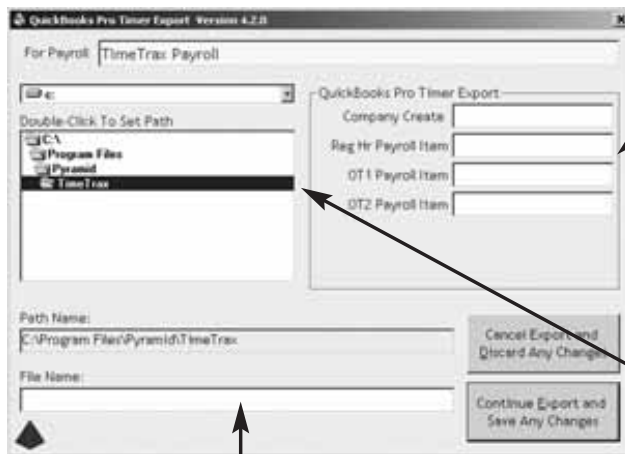 QuickBooks Pro Timer Export Version 4.2.0
For Payroll TimeTrax Payroll
c:
Double-Click To Set Path
C:\
Program Files
Pyramid
TimeTrax
QuickBooks Pro Timer Export
Company Create
Reg Hr Payroll Item
OT1 Payroll Item
OT2 Payroll Item
Path Name:
C:\Program Files\Pyramid\TimeTrax
File Name:
Cancel Export and
Discard Any Changes
Continue Export and
Save Any Changes